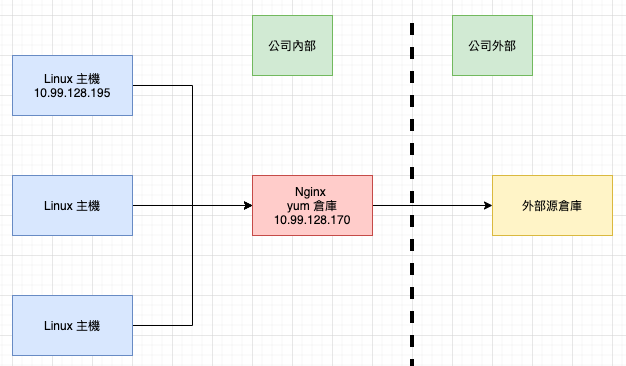 公司內部
公司外部
Linux 主機
10.99.128.195
Linux 主機
Nginx
yum 倉庫
10.99.128.170
外部源倉庫
Linux 主機